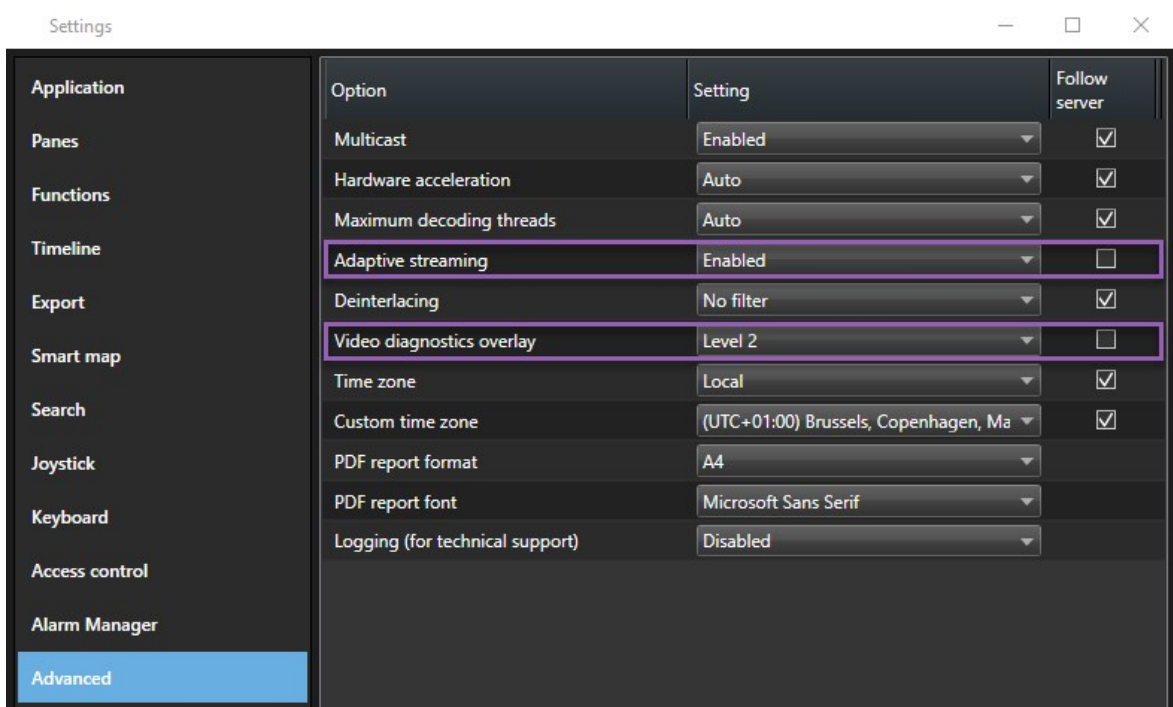 Settings
Application
Panes
Functions
Timeline
Export
Smart map
Search
Joystick
Keyboard
Access control
Alarm Manager
Advanced
Option Setting Follow server
Multicast Enabled
Hardware acceleration Auto
Maximum decoding threads Auto
Adaptive streaming Enabled
Deinterlacing No filter
Video diagnostics overlay Level 2
Time zone Local
Custom time zone (UTC+01:00) Brussels, Copenhagen, Ma
PDF report format A4
PDF report font Microsoft Sans Serif
Logging (for technical support) Disabled